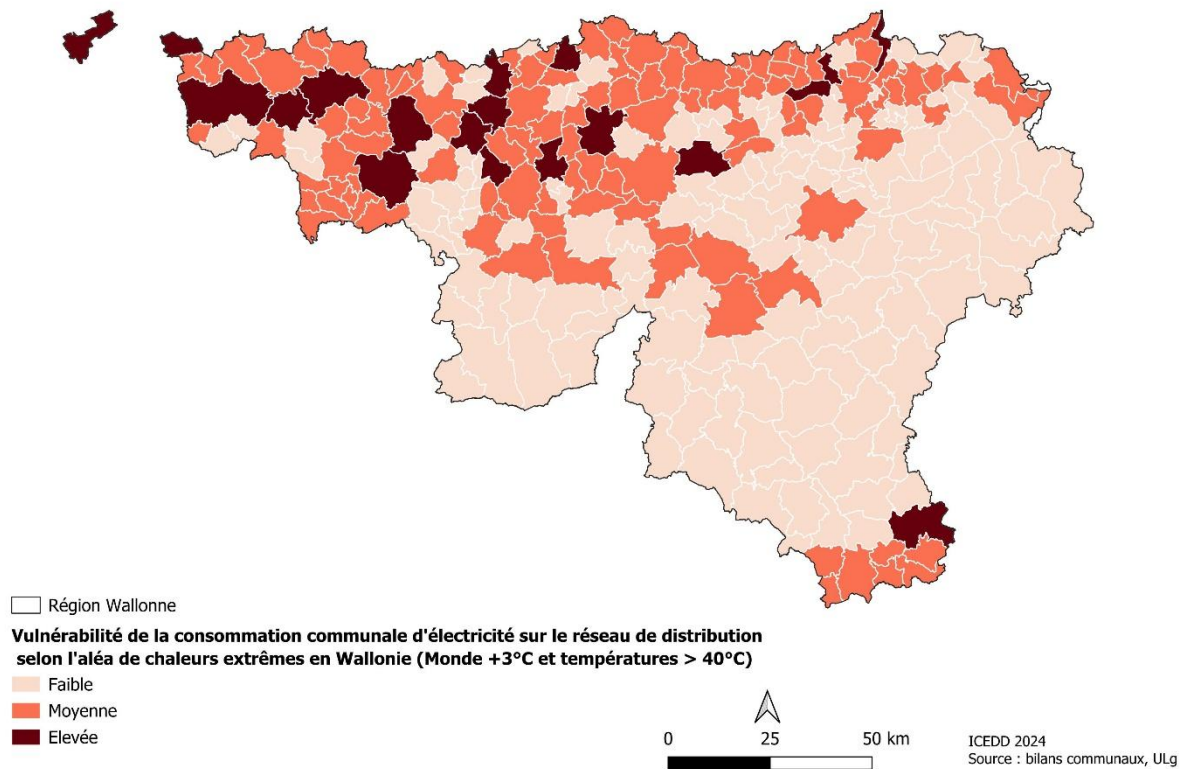 Région Wallonne
Vulnérabilité de la consommation communale d'électricité sur le réseau de distribution
selon l'aléa de chaleurs extrêmes en Wallonie (Monde +3°C et températures > 40°C)
Faible
Moyenne
Elevée
0 25 50 km
ICEDD 2024
Source : bilans communaux, ULg